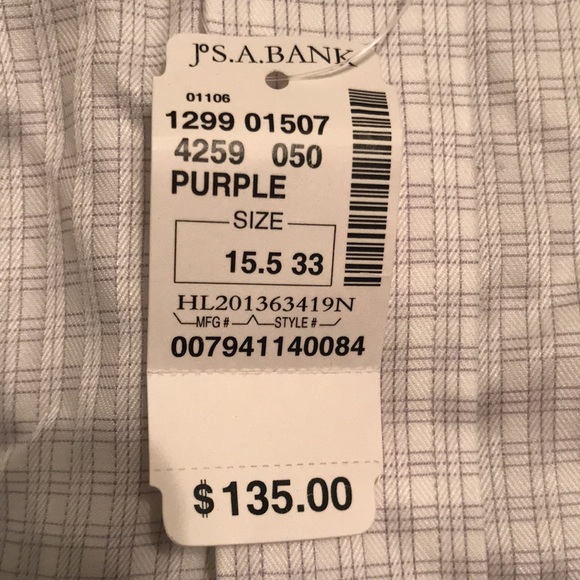 JoS.A.BANK
01106
1299 01507
4259 050
PURPLE
SIZE
15.5 33
HL201363419N
MFG # STYLE #
007941140084
$135.00